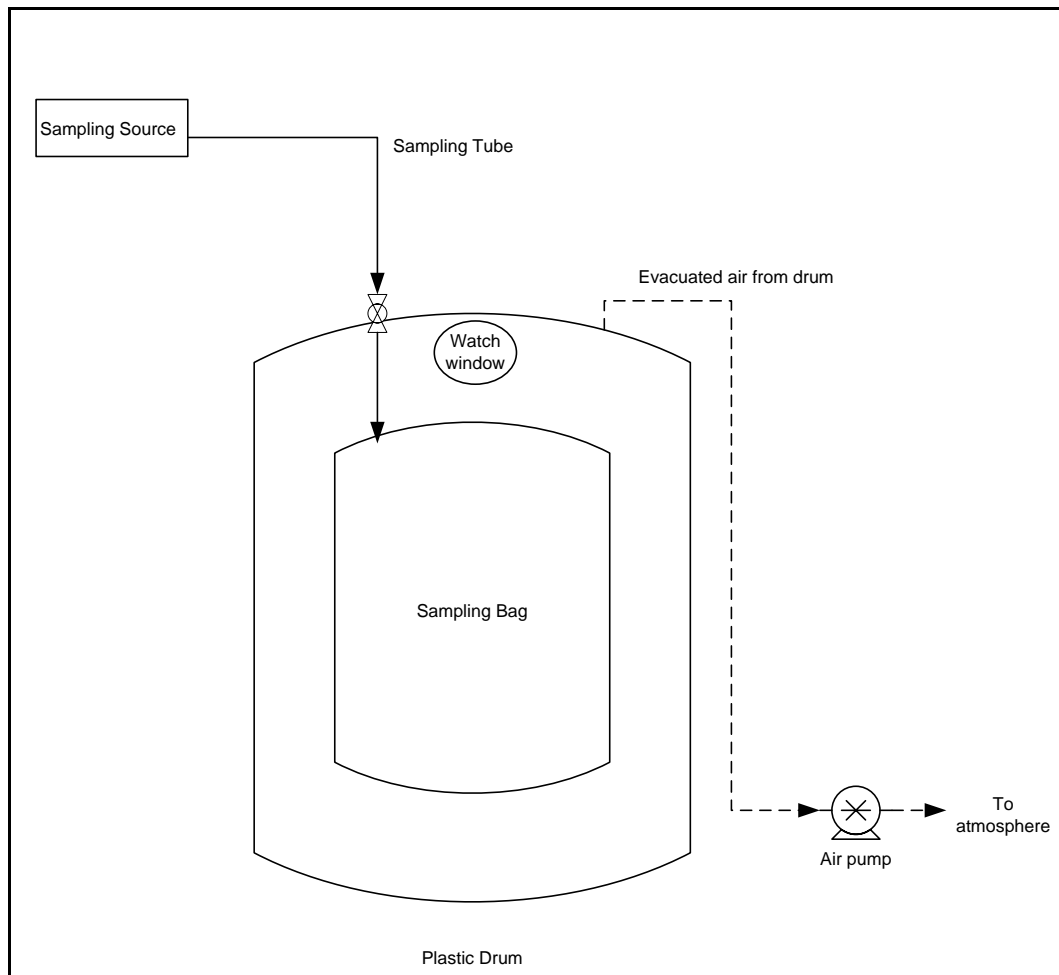 Sampling Source
Sampling Tube
Evacuated air from drum
Watch
window
Sampling Bag
To
atmosphere
Air pump
Plastic Drum